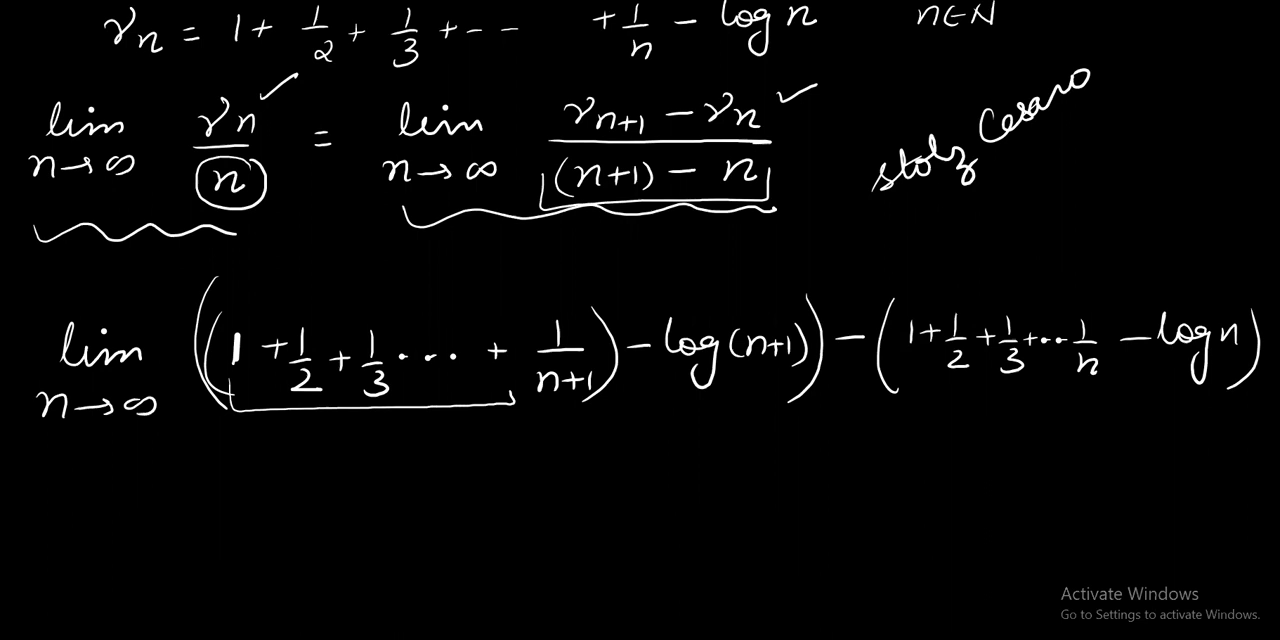 γn = 1 + 1/2 + 1/3 + -- + 1/n - log n n∈N
lim n→∞ γn/n = lim n→∞ (γn+1 - γn)/((n+1) - n) stolz Cesaro
lim n→∞ ((1 + 1/2 + 1/3 ... + 1/(n+1)) - log(n+1)) - (1 + 1/2 + 1/3 + ... 1/n - log n)
Activate Windows
Go to Settings to activate Windows.